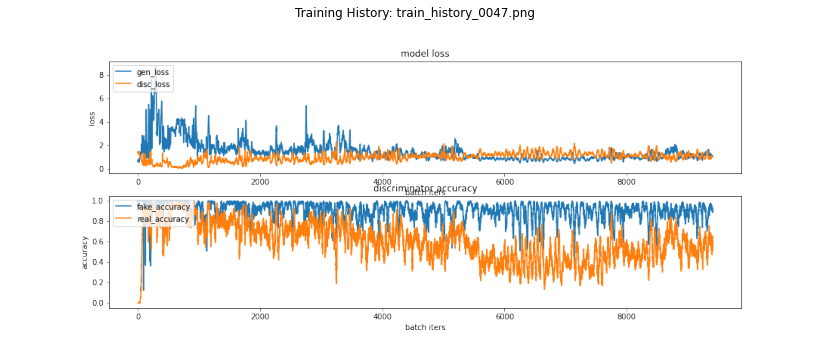 Training History: train_history_0047.png
model loss
gen_loss
disc_loss
loss
8
6
4
2
0
0 2000 4000 6000 8000
batch iters
discriminator accuracy
fake_accuracy
real_accuracy
accuracy
1.0
0.8
0.6
0.4
0.2
0.0
0 2000 4000 6000 8000
batch iters